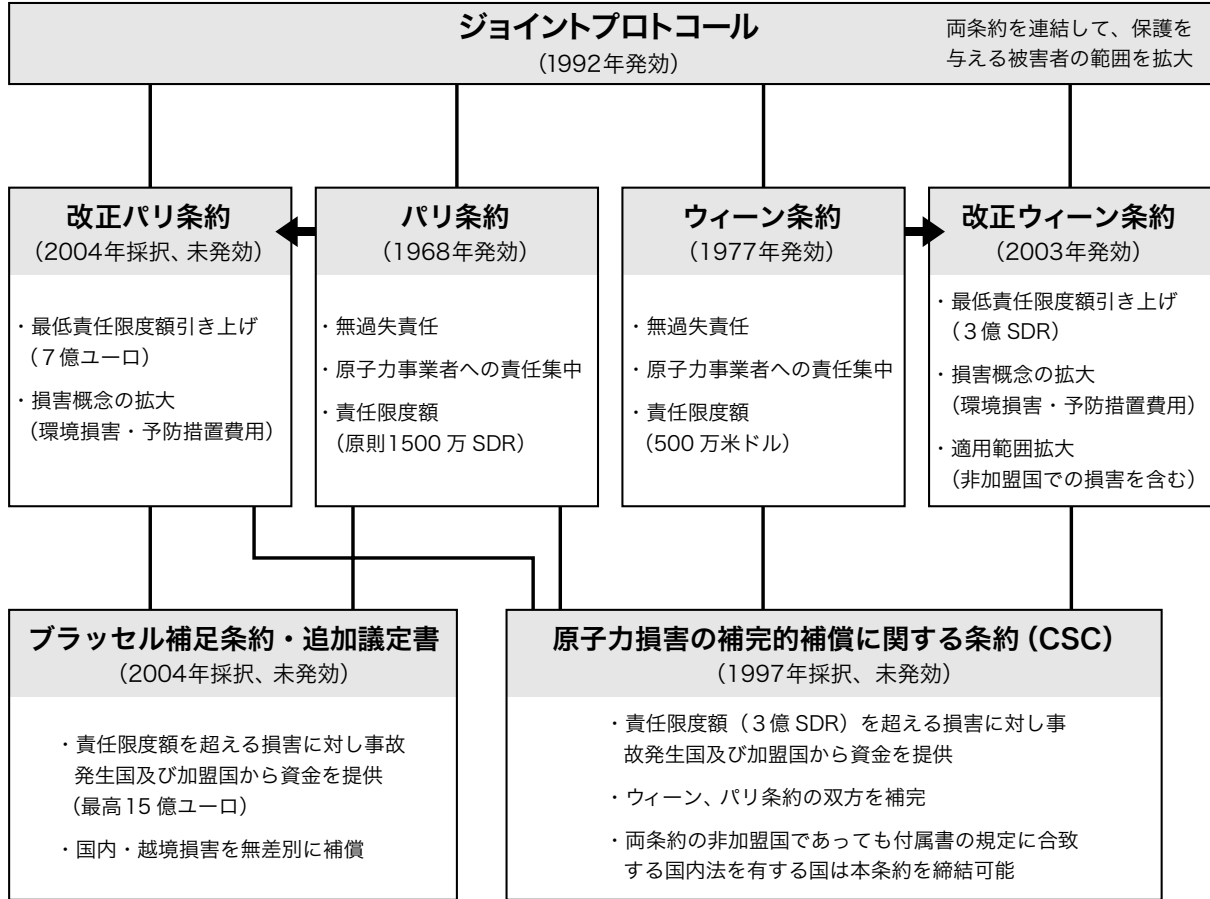 ジョイントプロトコール
(1992年発効)
両条約を連結して、保護を
与える被害者の範囲を拡大
改正パリ条約
(2004年採択、未発効)
・最低責任限度額引き上げ
(7億ユーロ)
・損害概念の拡大
(環境損害・予防措置費用)
パリ条約
(1968年発効)
・無過失責任
・原子力事業者への責任集中
・責任限度額
(原則1500 万 SDR)
ウィーン条約
(1977年発効)
・無過失責任
・原子力事業者への責任集中
・責任限度額
(500 万米ドル)
改正ウィーン条約
(2003年発効)
・最低責任限度額引き上げ
(3億 SDR)
・損害概念の拡大
(環境損害・予防措置費用)
・適用範囲拡大
(非加盟国での損害を含む)
ブラッセル補足条約・追加議定書
(2004年採択、未発効)
・責任限度額を超える損害に対し事故
発生国及び加盟国から資金を提供
(最高15 億ユーロ)
・国内・越境損害を無差別に補償
原子力損害の補完的補償に関する条約(CSC)
(1997年採択、未発効)
・責任限度額(3億 SDR)を超える損害に対し事
故発生国及び加盟国から資金を提供
・ウィーン、パリ条約の双方を補完
・両条約の非加盟国であっても付属書の規定に合致
する国内法を有する国は本条約を締結可能